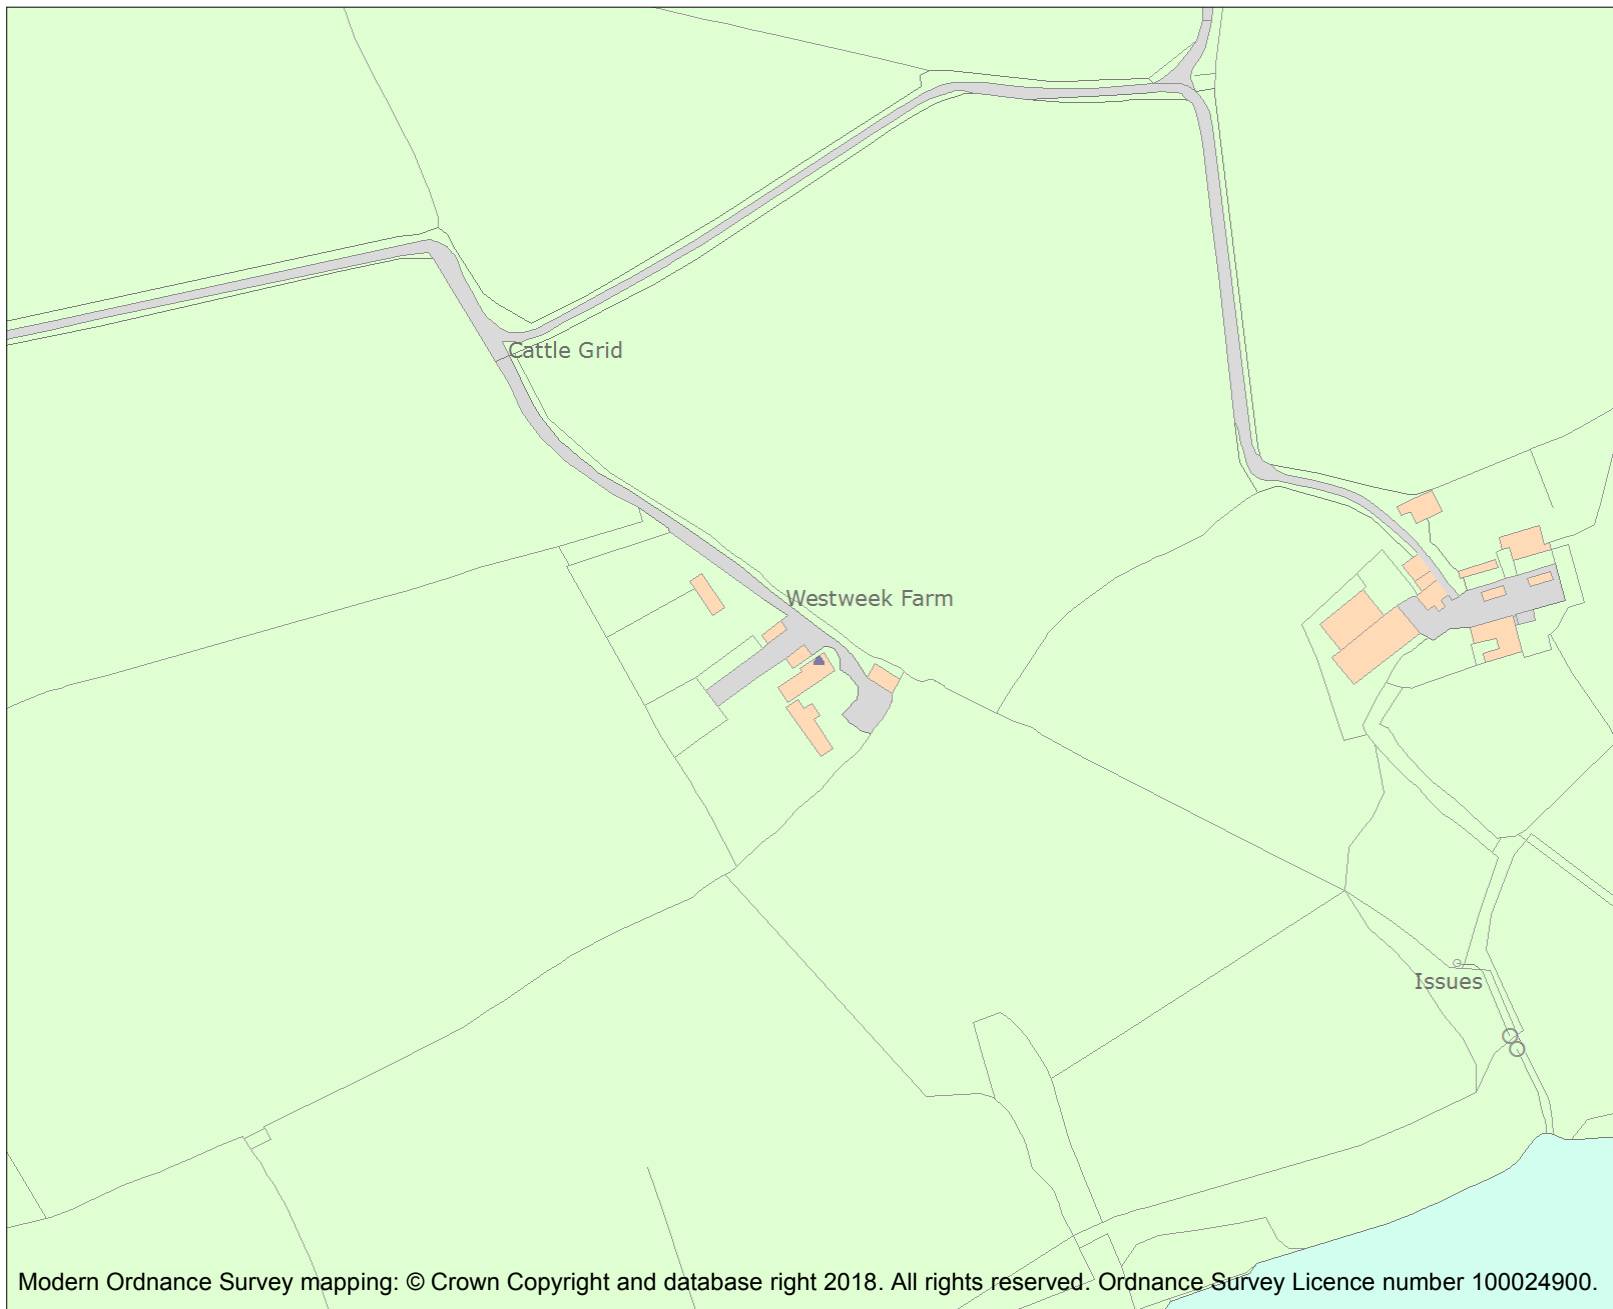 Cattle Grid
Westweek Farm
Issues
Modern Ordnance Survey mapping: © Crown Copyright and database right 2018. All rights reserved. Ordnance Survey Licence number 100024900.